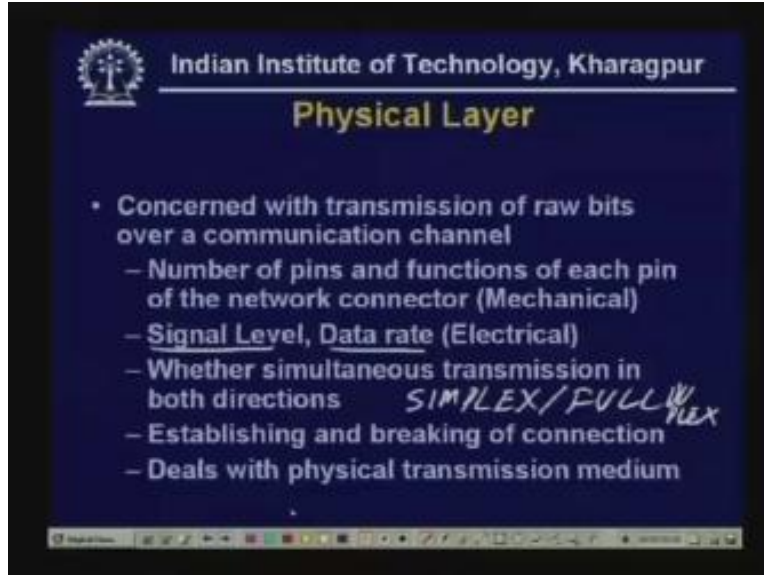 Indian Institute of Technology, Kharagpur
Physical Layer
• Concerned with transmission of raw bits
over a communication channel
– Number of pins and functions of each pin
of the network connector (Mechanical)
– Signal Level, Data rate (Electrical)
– Whether simultaneous transmission in
both directions SIMPLEX/FULL
PLEX
– Establishing and breaking of connection
– Deals with physical transmission medium